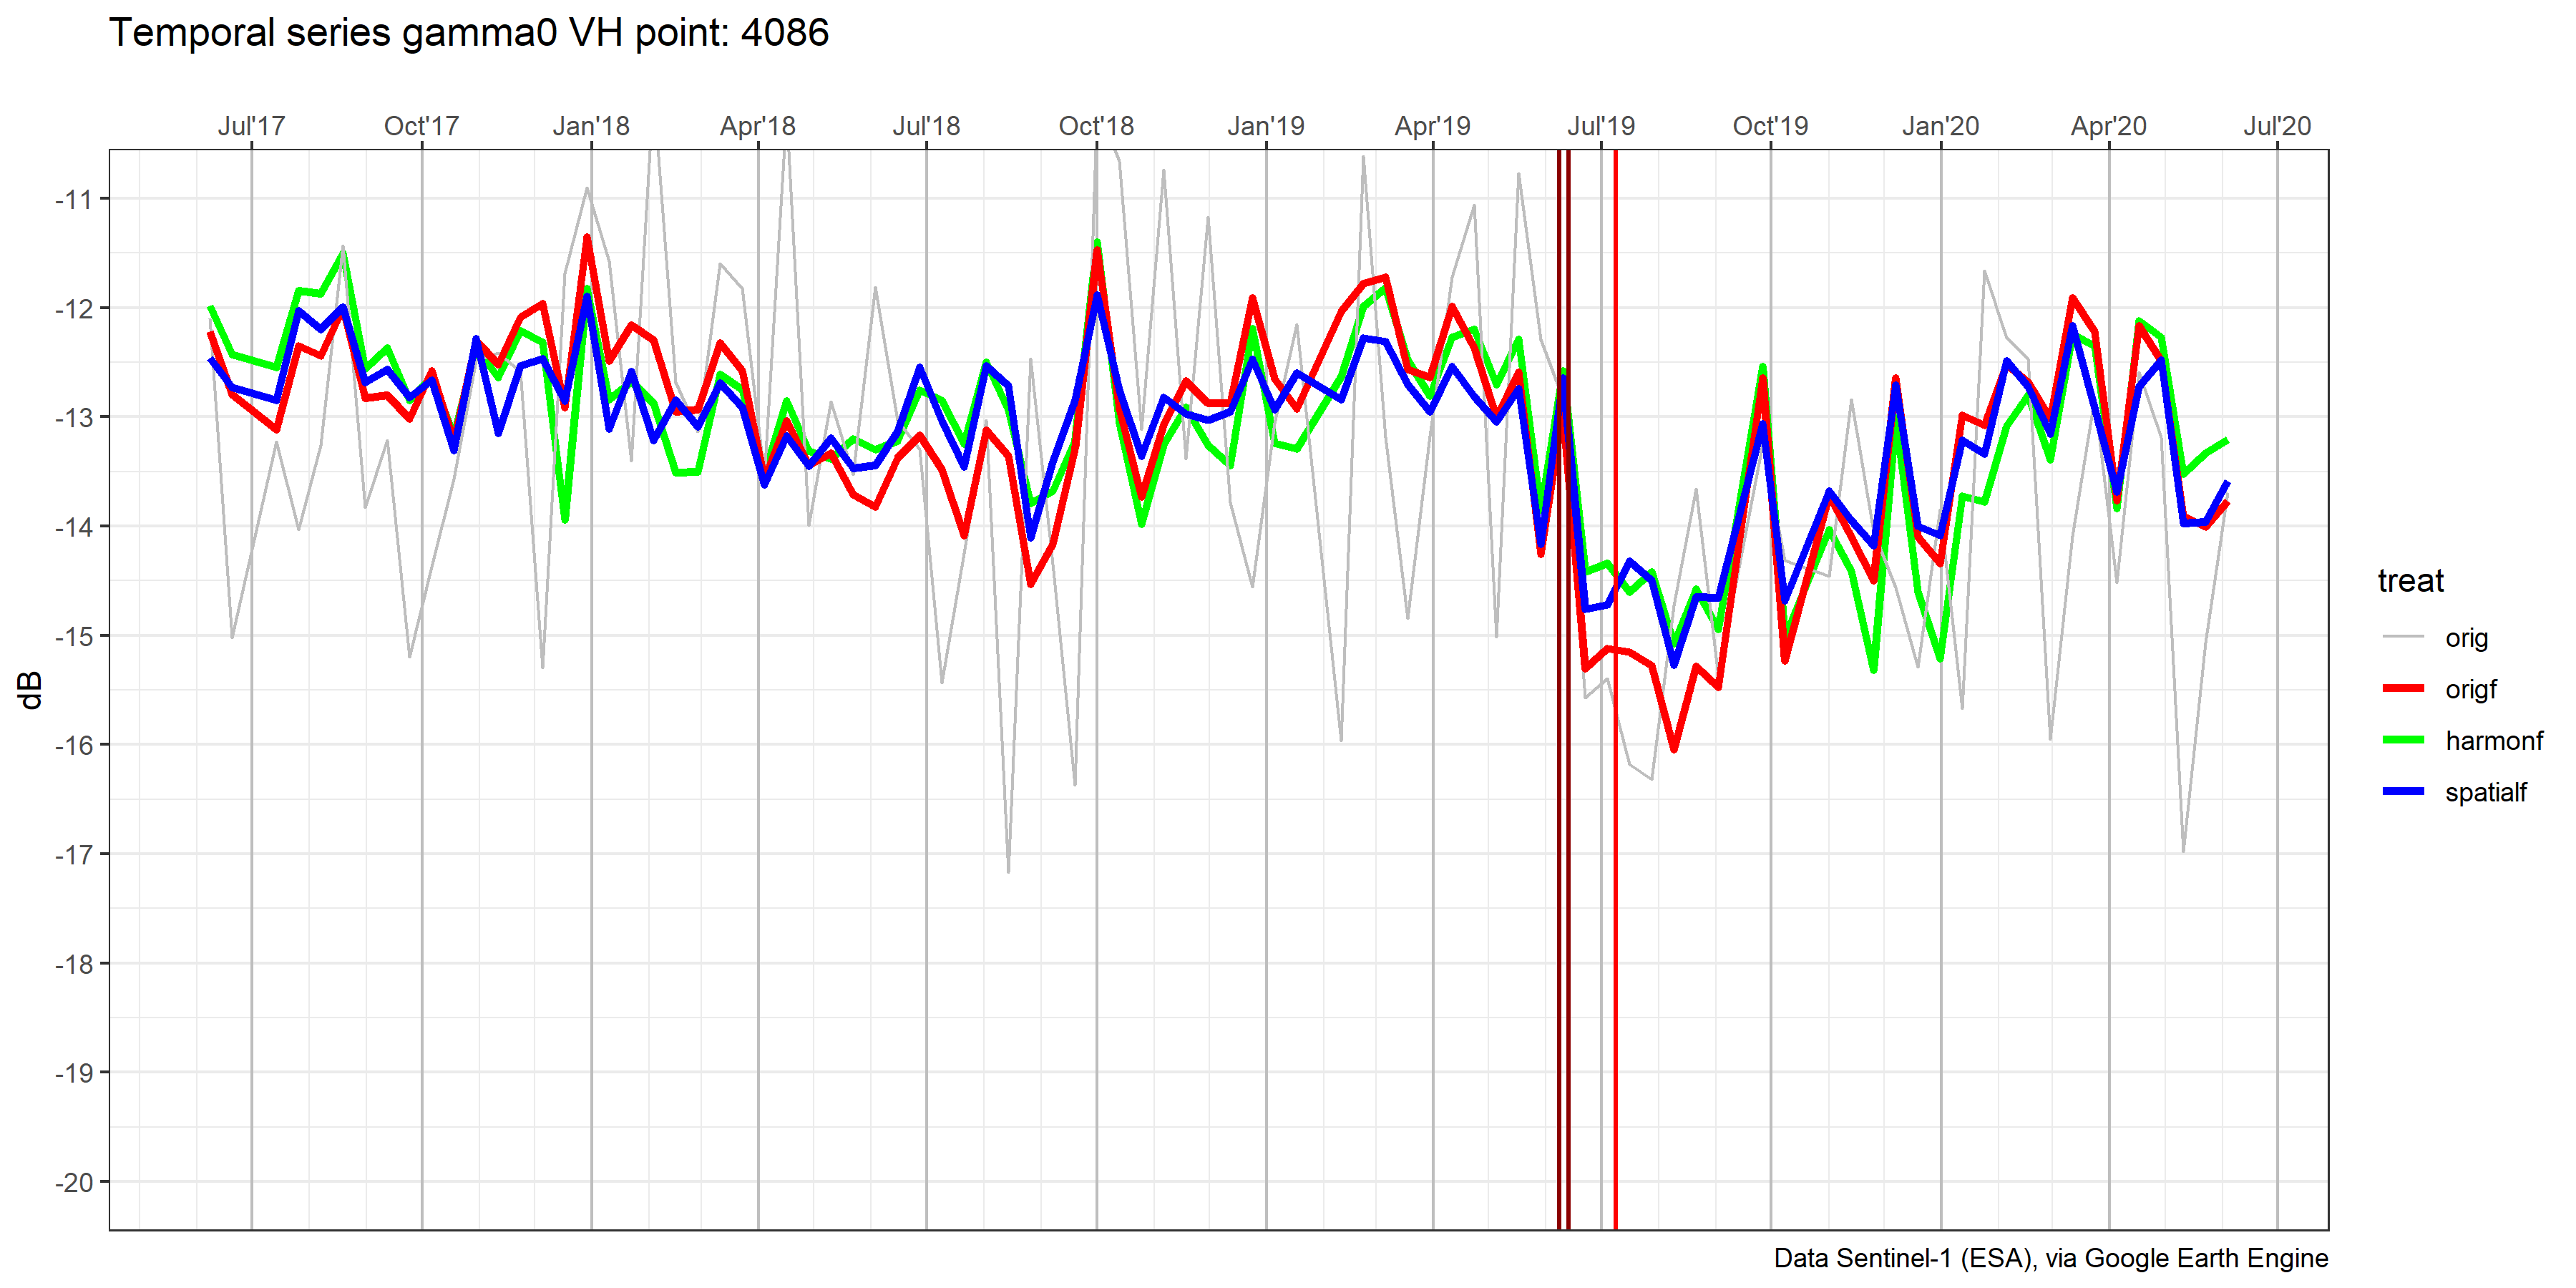 Temporal series gamma0 VH point: 4086
Jul'17 Oct'17 Jan'18 Apr'18 Jul'18 Oct'18 Jan'19 Apr'19 Jul'19 Oct'19 Jan'20 Apr'20 Jul'20
-11
-12
-13
-14
-15
-16
-17
-18
-19
-20
dB
treat
orig
origf
harmonf
spatialf
Data Sentinel-1 (ESA), via Google Earth Engine